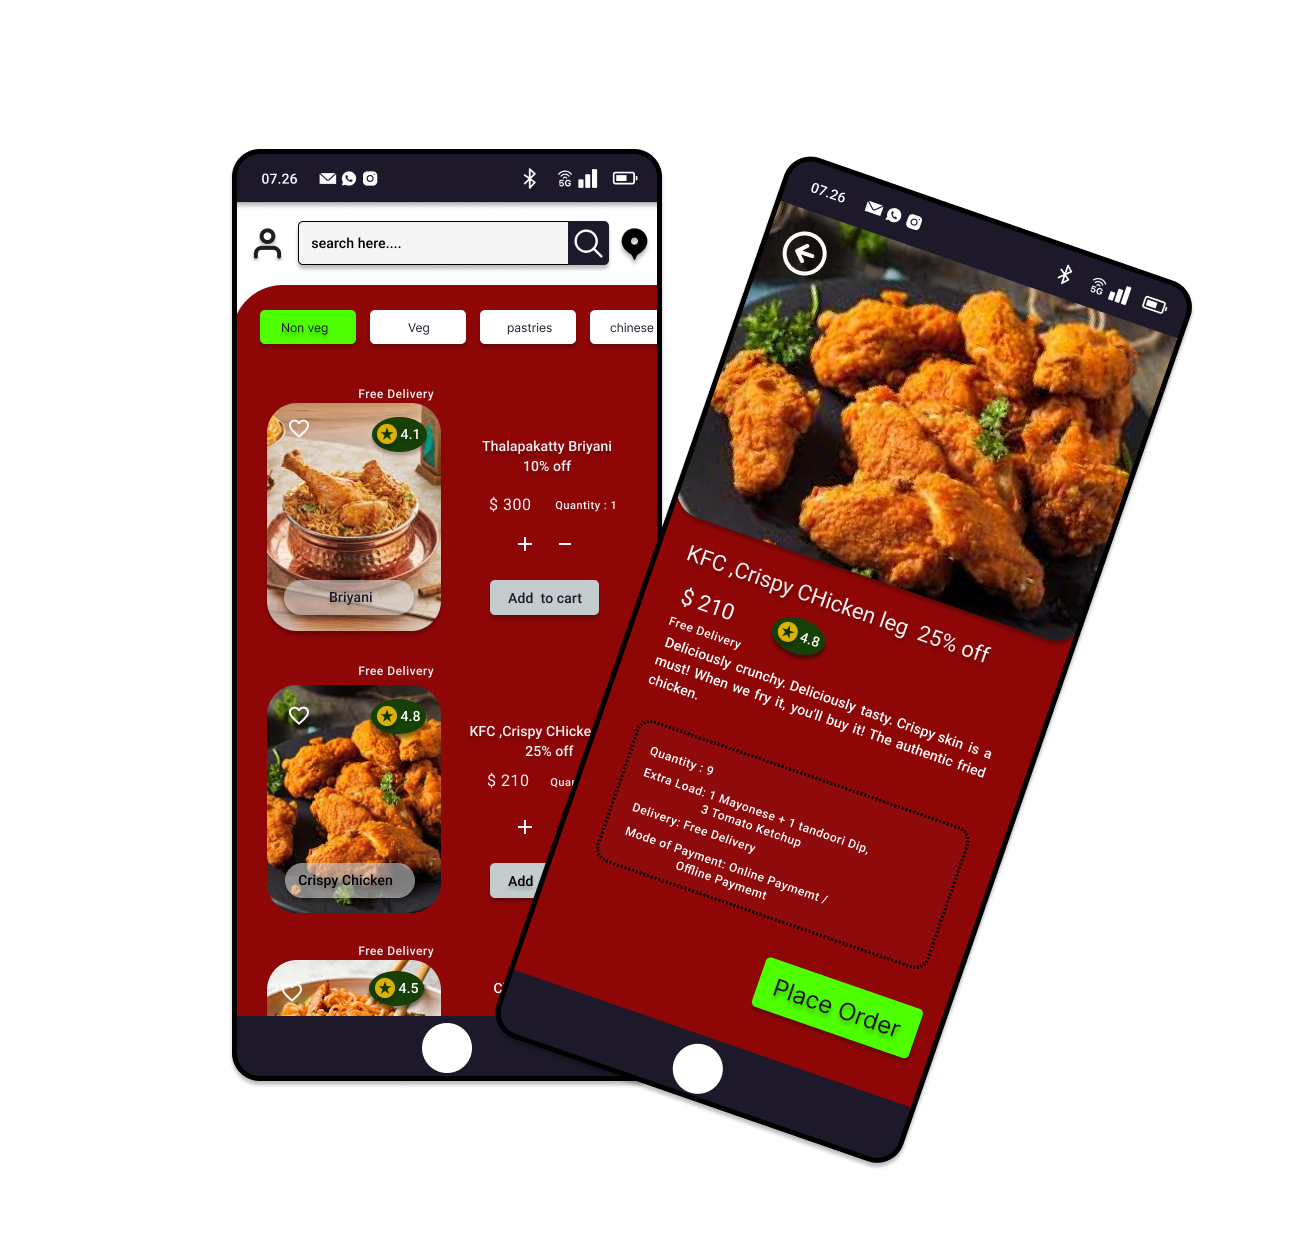 07.26
5G
search here....
Non veg
Veg
pastries
chinese
Free Delivery
4.1
Thalapakatty Briyani
10% off
$ 300
Quantity : 1
+ −
Briyani
Add to cart
Free Delivery
4.8
KFC ,Crispy CHicke
25% off
$ 210
Quar
+
Crispy Chicken
Add
Free Delivery
4.5
C
07.26
5G
KFC ,Crispy CHicken leg 25% off
$ 210
4.8
Free Delivery
Deliciously crunchy. Deliciously tasty. Crispy skin is a
must! When we fry it, you'll buy it! The authentic fried
chicken.
Quantity : 9
Extra Load: 1 Mayonese + 1 tandoori Dip,
3 Tomato Ketchup
Delivery: Free Delivery
Mode of Payment: Online Paymemt /
Offline Paymemt
Place Order